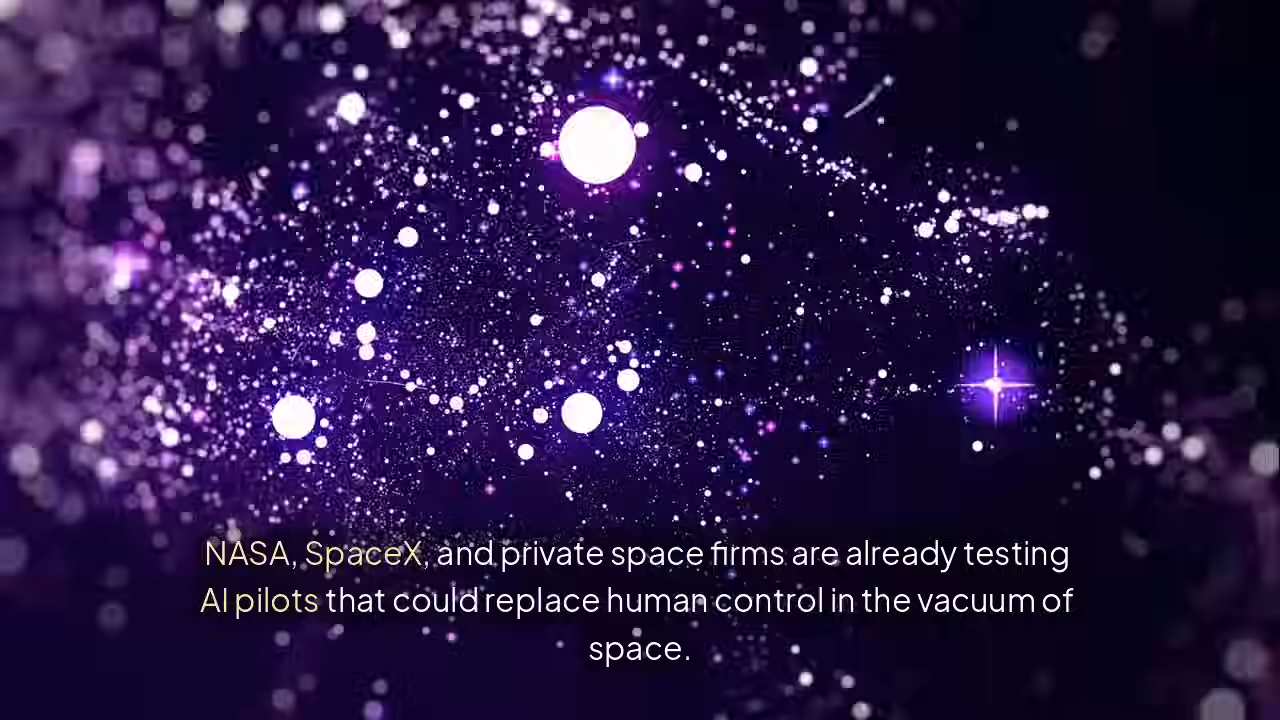 NASA, SpaceX, and private space firms are already testing
AI pilots that could replace human control in the vacuum of
space.